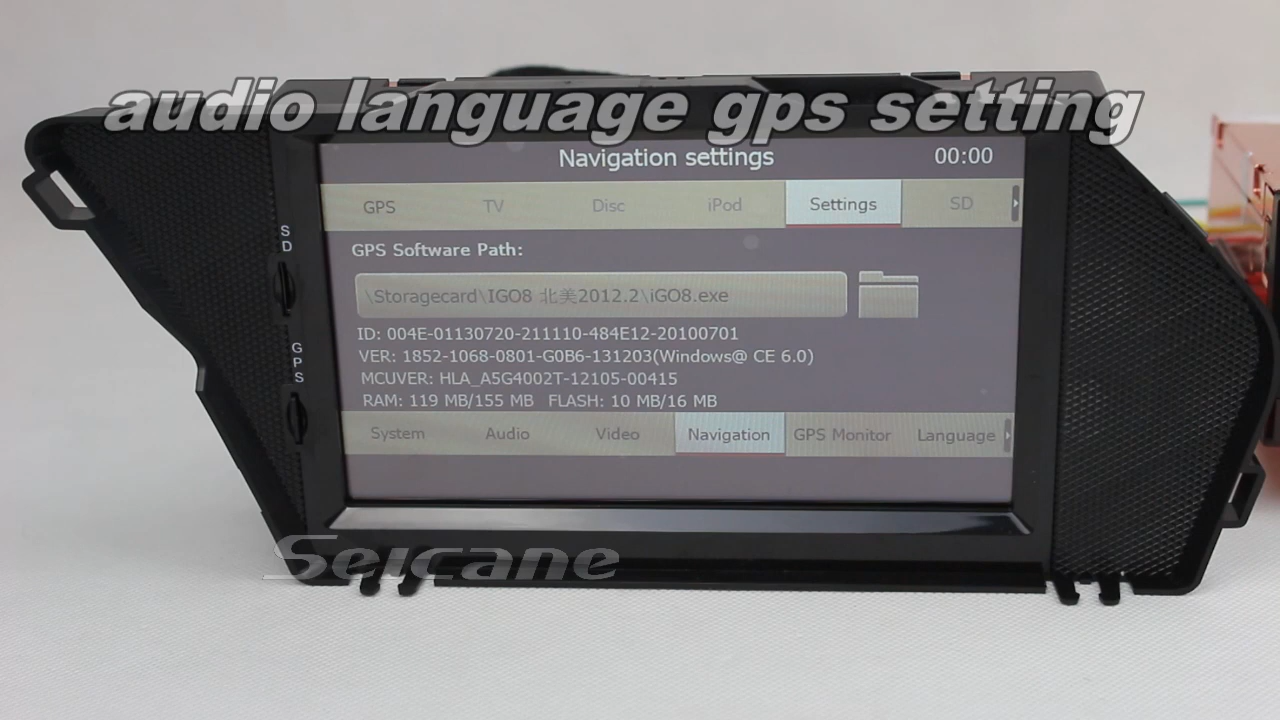 audio language gps setting
Navigation settings 00:00
GPS TV Disc iPod Settings SD
SD
GPS Software Path:
\Storagecard\IGO8 北美2012.2\iGO8.exe
ID: 004E-01130720-211110-484E12-20100701
VER: 1852-1068-0801-G0B6-131203(Windows@ CE 6.0)
GPS
MCUVER: HLA_A5G4002T-12105-00415
RAM: 119 MB/155 MB FLASH: 10 MB/16 MB
System Audio Video Navigation GPS Monitor Language
Seicane